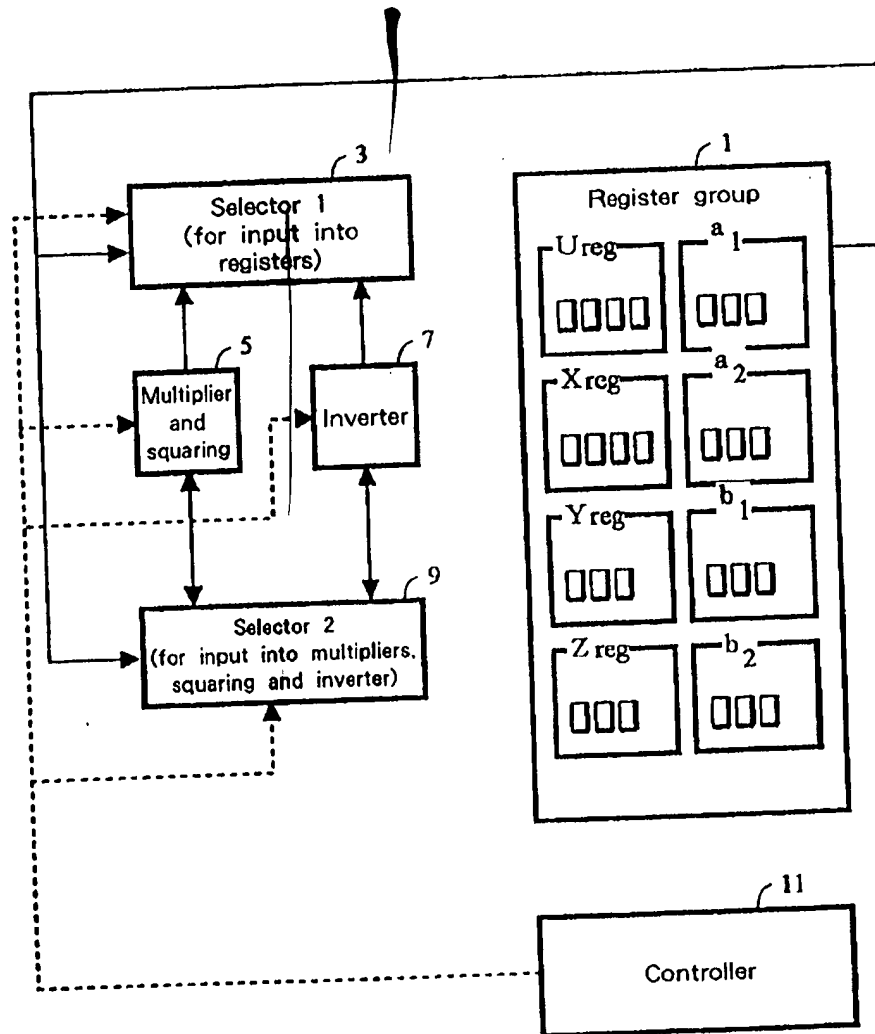 3
Selector 1
(for input into
registers)
5
Multiplier
and
squaring
7
Inverter
9
Selector 2
(for input into multipliers,
squaring and inverter)
1
Register group
Ureg
a1
Xreg
a2
Yreg
b1
Z reg
b2
11
Controller